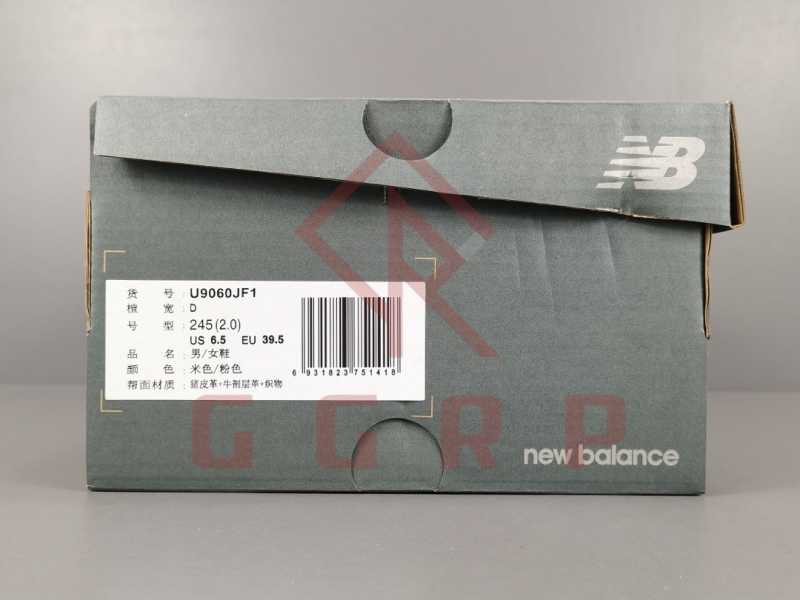 NB
货 号 : U9060JF1
楦 宽 : D
号 型 : 245(2.0)
US 6.5 EU 39.5
品 名 : 男/女鞋
颜 色 : 米色/粉色
帮面材质 : 猪皮革+牛剖层革+织物
6 931823 751418
GGRP
new balance